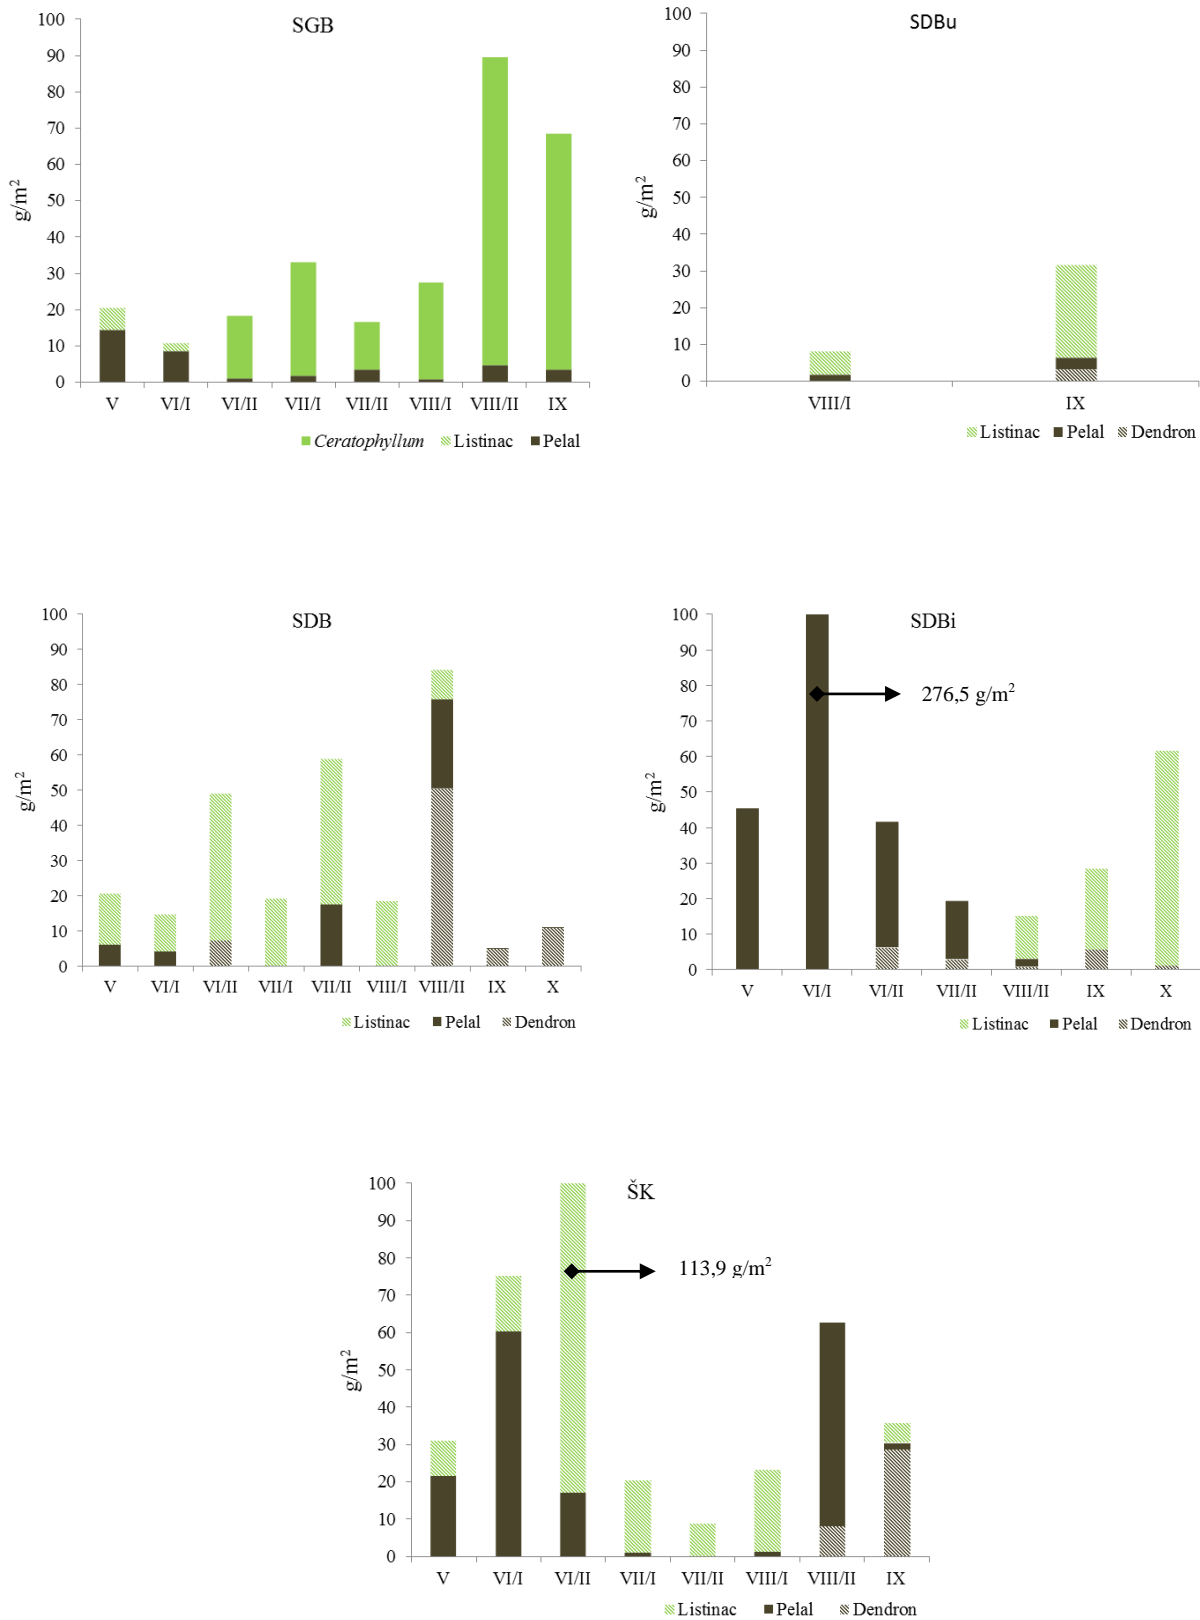 SGB
g/m²
100
90
80
70
60
50
40
30
20
10
0
V VI/I VI/II VII/I VII/II VIII/I VIII/II IX
Ceratophyllum Listinac Pelal
SDBu
g/m²
100
90
80
70
60
50
40
30
20
10
0
VIII/I IX
Listinac Pelal Dendron
SDB
g/m²
100
90
80
70
60
50
40
30
20
10
0
V VI/I VI/II VII/I VII/II VIII/I VIII/II IX X
Listinac Pelal Dendron
SDBi
g/m²
100
90
80
70
60
50
40
30
20
10
0
276,5 g/m²
V VI/I VI/II VII/II VIII/II IX X
Listinac Pelal Dendron
ŠK
g/m²
100
90
80
70
60
50
40
30
20
10
0
113,9 g/m²
V VI/I VI/II VII/I VII/II VIII/I VIII/II IX
Listinac Pelal Dendron